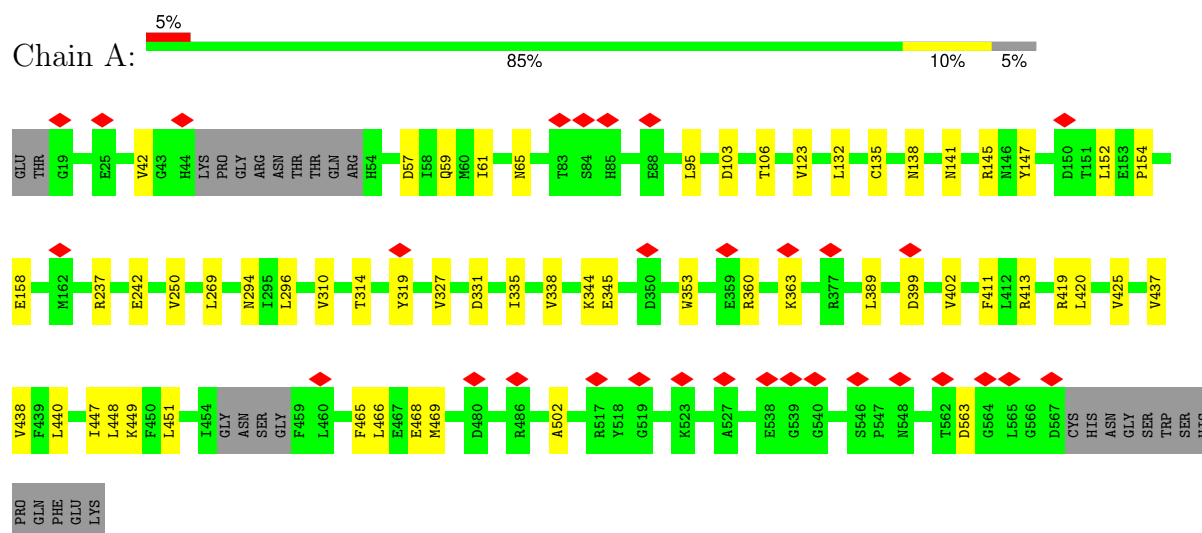 5%
Chain A:
85% 10% 5%
GLU THR G19 E25 V42 G43 H44 LYS PRO GLY ARG ASN THR THR GLN ARG H54 D57 I58 Q59 M60 I61 N65 T83 S84 H85 E88 L95 D103 T106 V123 L132 C135 N138 N141 R145 N146 Y147 D150 T151 L152 E153 P154
E158 M162 R237 E242 V250 L269 N294 I295 L296 V310 T314 Y319 V327 D331 I335 V338 K344 E345 D350 W353 E359 R360 K363 R377 L389 D399 V402 F411 L412 R413 R419 L420 V425 V437
V438 F439 L440 I447 L448 K449 F450 L451 I454 GLY ASN SER GLY F459 L460 F465 L466 E467 E468 M469 D480 R486 A502 R517 Y518 G519 K523 A527 E538 G539 G540 S546 P547 N548 T562 D563 G564 L565 G566 D567 CYS HIS ASN GLY SER SER TRP SER HIS
PRO GLN PHE GLU LYS